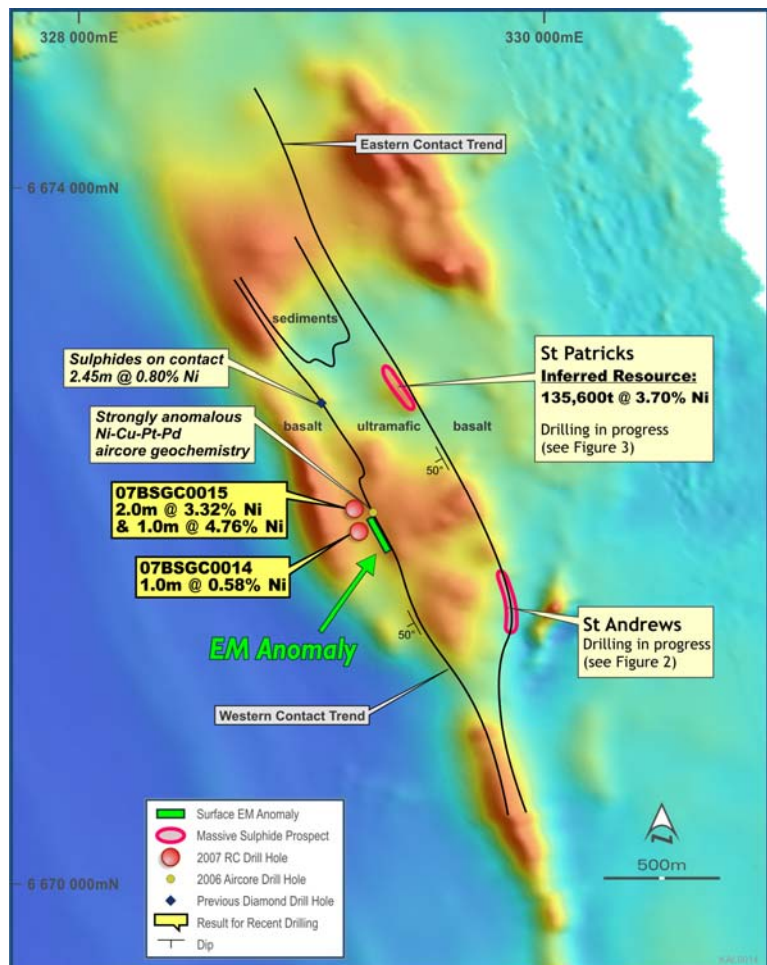 328 000mE
330 000mE
Eastern Contact Trend
6 674 000mN
sediments
Sulphides on contact
2.45m @ 0.80% Ni
St Patricks
Inferred Resource:
135,600t @ 3.70% Ni
Drilling in progress
(see Figure 3)
Strongly anomalous
Ni-Cu-Pt-Pd
aircore geochemistry
basalt
ultramafic
basalt
50°
07BSGC0015
2.0m @ 3.32% Ni
& 1.0m @ 4.76% Ni
07BSGC0014
1.0m @ 0.58% Ni
EM Anomaly
50°
St Andrews
Drilling in progress
(see Figure 2)
Western Contact Trend
Surface EM Anomaly
Massive Sulphide Prospect
2007 RC Drill Hole
2006 Aircore Drill Hole
Previous Diamond Drill Hole
Result for Recent Drilling
Dip
N
500m
6 670 000mN